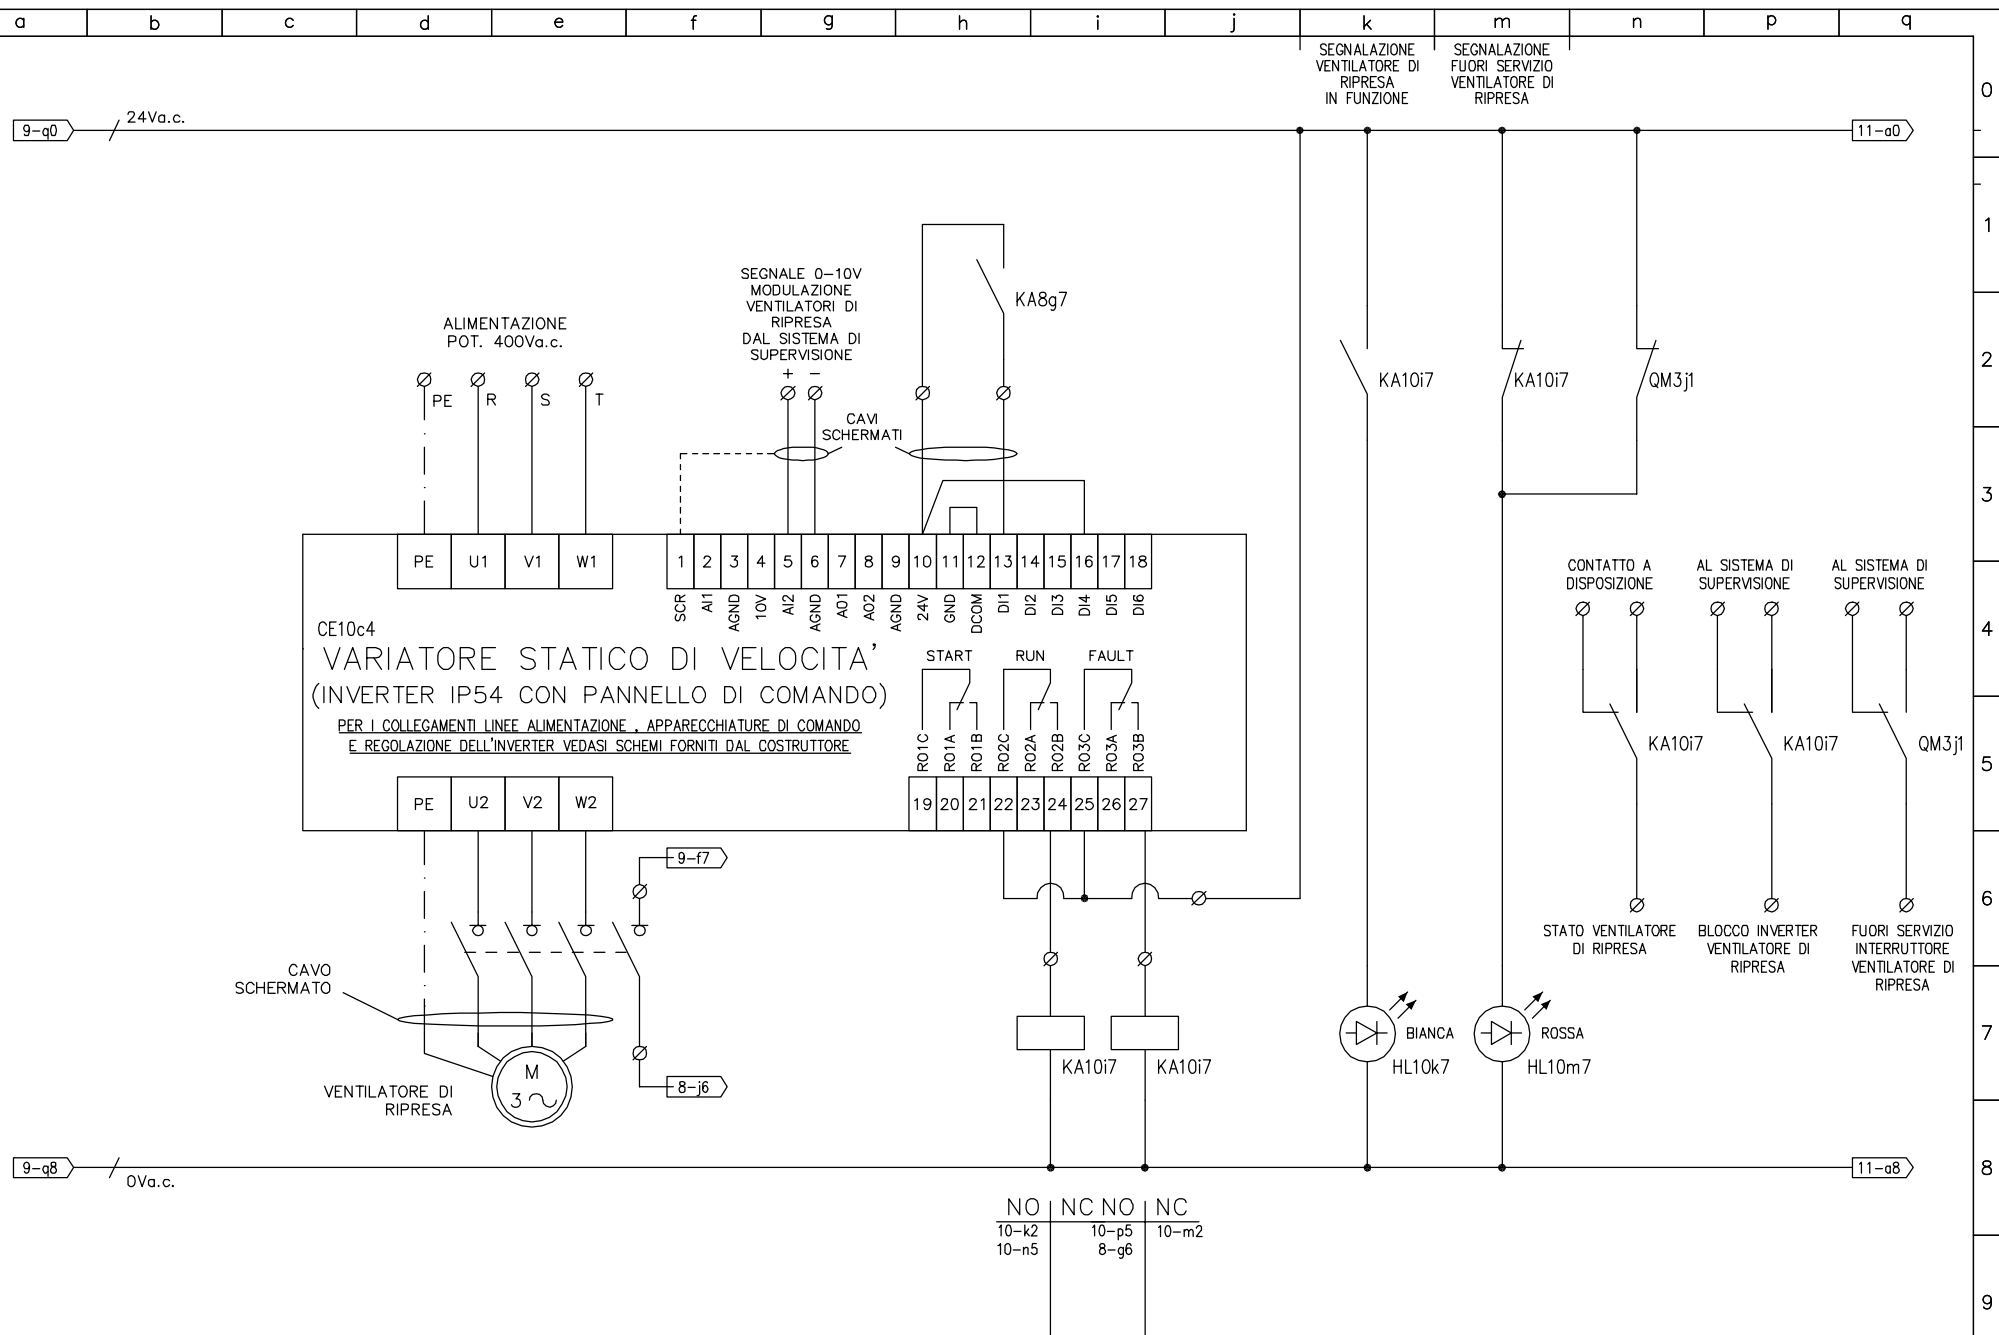 a b c d e f g h i j k m n p q
SEGNALAZIONE
VENTILATORE DI
RIPRESA
IN FUNZIONE
SEGNALAZIONE
FUORI SERVIZIO
VENTILATORE DI
RIPRESA
0
9-q0
24Va.c.
11-a0
1
SEGNALE 0-10V
MODULAZIONE
VENTILATORI DI
RIPRESA
DAL SISTEMA DI
SUPERVISIONE
+ -
KA8g7
ALIMENTAZIONE
POT. 400Va.c.
2
KA10i7
KA10i7
QM3j1
PE R S T
CAVI
SCHERMATI
3
PE U1 V1 W1
1 2 3 4 5 6 7 8 9 10 11 12 13 14 15 16 17 18
SCR AI1 AGND 10V AI2 AGND AO1 AO2 AGND 24V GND DCOM DI1 DI2 DI3 DI4 DI5 DI6
CONTATTO A
DISPOSIZIONE
AL SISTEMA DI
SUPERVISIONE
AL SISTEMA DI
SUPERVISIONE
4
CE10c4
VARIATORE STATICO DI VELOCITA'
(INVERTER IP54 CON PANNELLO DI COMANDO)
PER I COLLEGAMENTI LINEE ALIMENTAZIONE , APPARECCHIATURE DI COMANDO
E REGOLAZIONE DELL'INVERTER VEDASI SCHEMI FORNITI DAL COSTRUTTORE
START RUN FAULT
RO1C RO1A RO1B RO2C RO2A RO2B RO3C RO3A RO3B
KA10i7
KA10i7
QM3j1
5
PE U2 V2 W2
19 20 21 22 23 24 25 26 27
9-f7
6
STATO VENTILATORE
DI RIPRESA
BLOCCO INVERTER
VENTILATORE DI
RIPRESA
FUORI SERVIZIO
INTERRUTTORE
VENTILATORE DI
RIPRESA
CAVO
SCHERMATO
7
BIANCA
HL10k7
ROSSA
HL10m7
KA10i7
KA10i7
M
3
VENTILATORE DI
RIPRESA
8-j6
9-q8
0Va.c.
11-a8
8
NO NC NO NC
10-k2 10-p5 10-m2
10-n5 8-g6
9